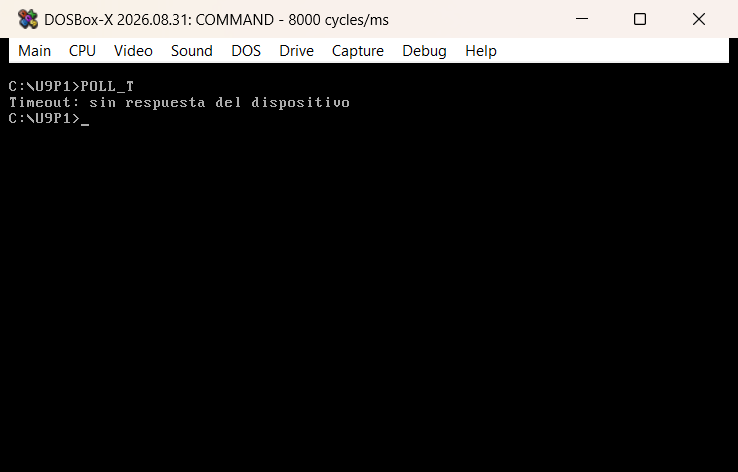 DOSBox-X 2026.08.31: COMMAND - 8000 cycles/ms
Main CPU Video Sound DOS Drive Capture Debug Help
C:\U9P1>POLL_T
Timeout: sin respuesta del dispositivo
C:\U9P1>_